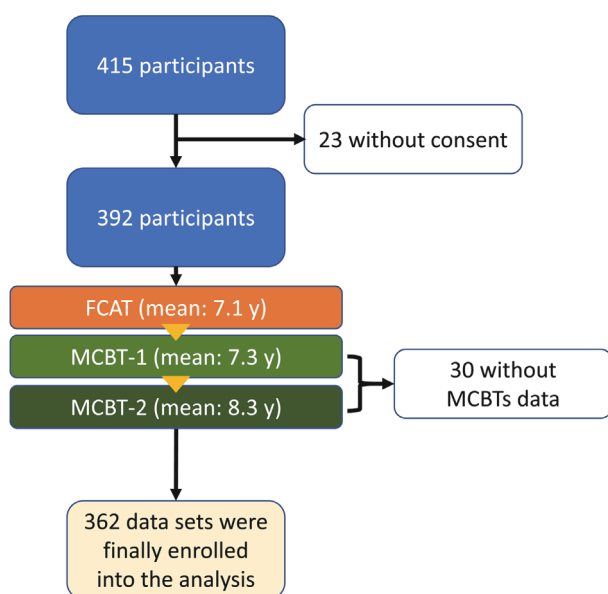 415 participants
23 without consent
392 participants
FCAT (mean: 7.1 y)
MCBT-1 (mean: 7.3 y)
MCBT-2 (mean: 8.3 y)
30 without
MCBTs data
362 data sets were
finally enrolled
into the analysis